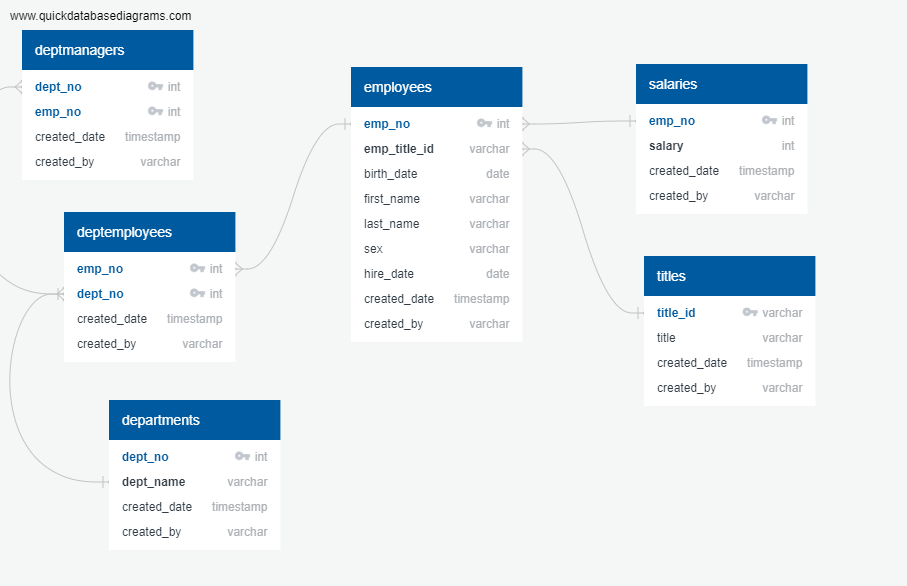 www.quickdatabasediagrams.com
deptmanagers
dept_no int
emp_no int
created_date timestamp
created_by varchar
deptemployees
emp_no int
dept_no int
created_date timestamp
created_by varchar
departments
dept_no int
dept_name varchar
created_date timestamp
created_by varchar
employees
emp_no int
emp_title_id varchar
birth_date date
first_name varchar
last_name varchar
sex varchar
hire_date date
created_date timestamp
created_by varchar
salaries
emp_no int
salary int
created_date timestamp
created_by varchar
titles
title_id varchar
title varchar
created_date timestamp
created_by varchar